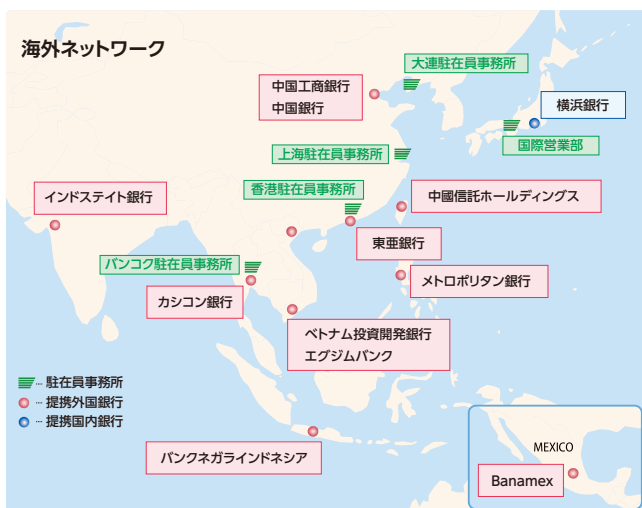 海外ネットワーク
大連駐在員事務所
中国工商銀行
中国銀行
横浜銀行
国際営業部
上海駐在員事務所
香港駐在員事務所
インドステイト銀行
中國信託ホールディングス
東亜銀行
バンコク駐在員事務所
メトロポリタン銀行
カシコン銀行
ベトナム投資開発銀行
エグジムバンク
… 駐在員事務所
… 提携外国銀行
… 提携国内銀行
バンクネガラインドネシア
MEXICO
Banamex